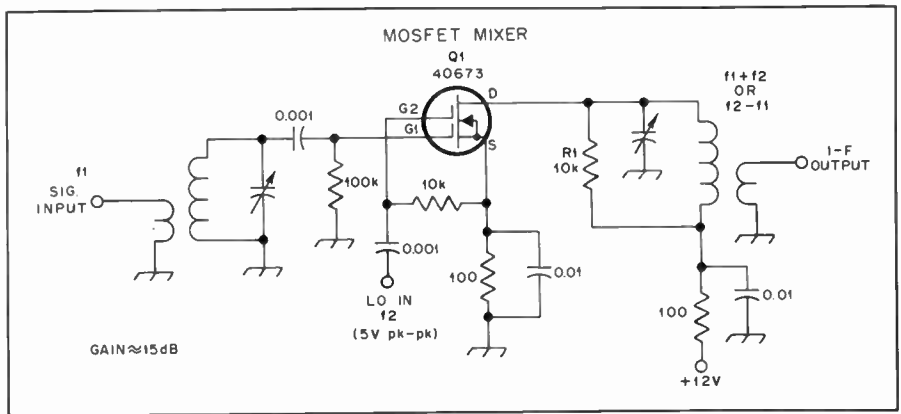 MOSFET MIXER
Q1
40673
D
G2
G1
S
0.001
f1
SIG.
INPUT
100k
10k
0.001
LO IN
f2
(5V pk-pk)
100
0.01
R1
10k
f1+f2
OR
f2-f1
I-F
OUTPUT
100
0.01
+12V
GAIN≈15dB